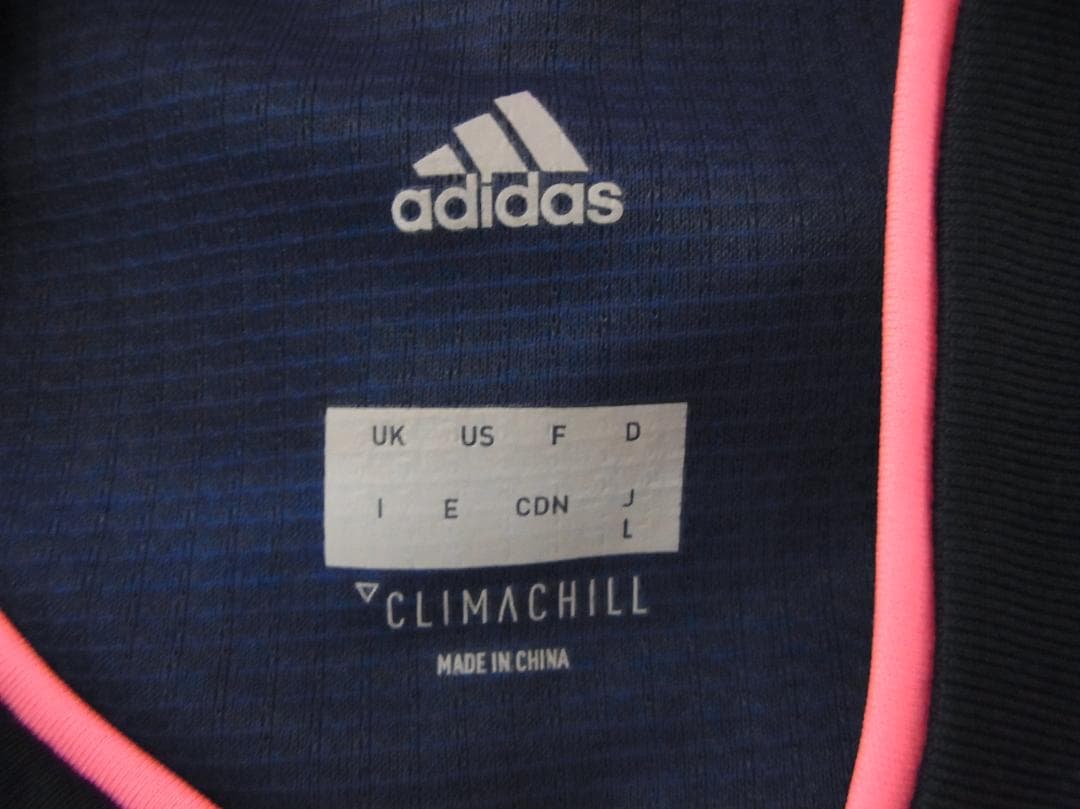 adidas
UK US F D
I E CDN J
L
CLIMACHILL
MADE IN CHINA